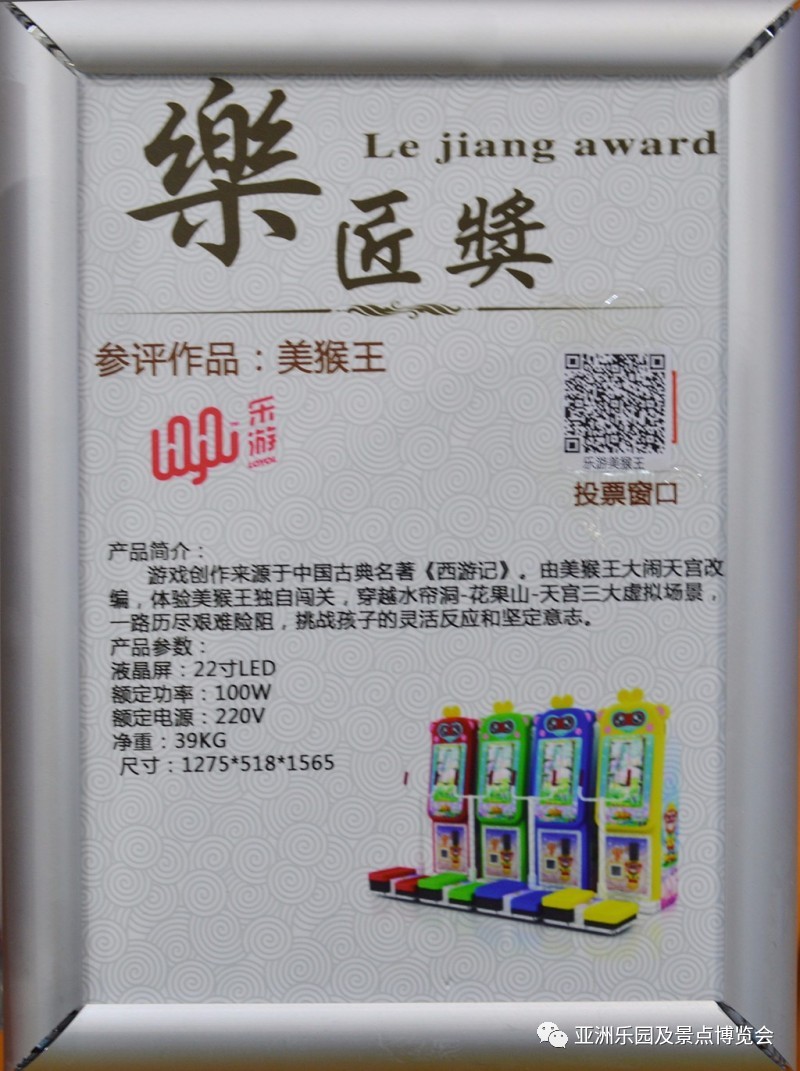 樂
Le jiang award
匠獎
参评作品：美猴王
乐游
LOYOL
乐游美猴王
投票窗口
产品简介：
游戏创作来源于中国古典名著《西游记》。由美猴王大闹天宫改
编，体验美猴王独自闯关，穿越水帘洞-花果山-天宫三大虚拟场景，
一路历尽艰难险阻，挑战孩子的灵活反应和坚定意志。
产品参数：
液晶屏：22寸LED
额定功率：100W
额定电源：220V
净重：39KG
尺寸：1275*518*1565
亚洲乐园及景点博览会